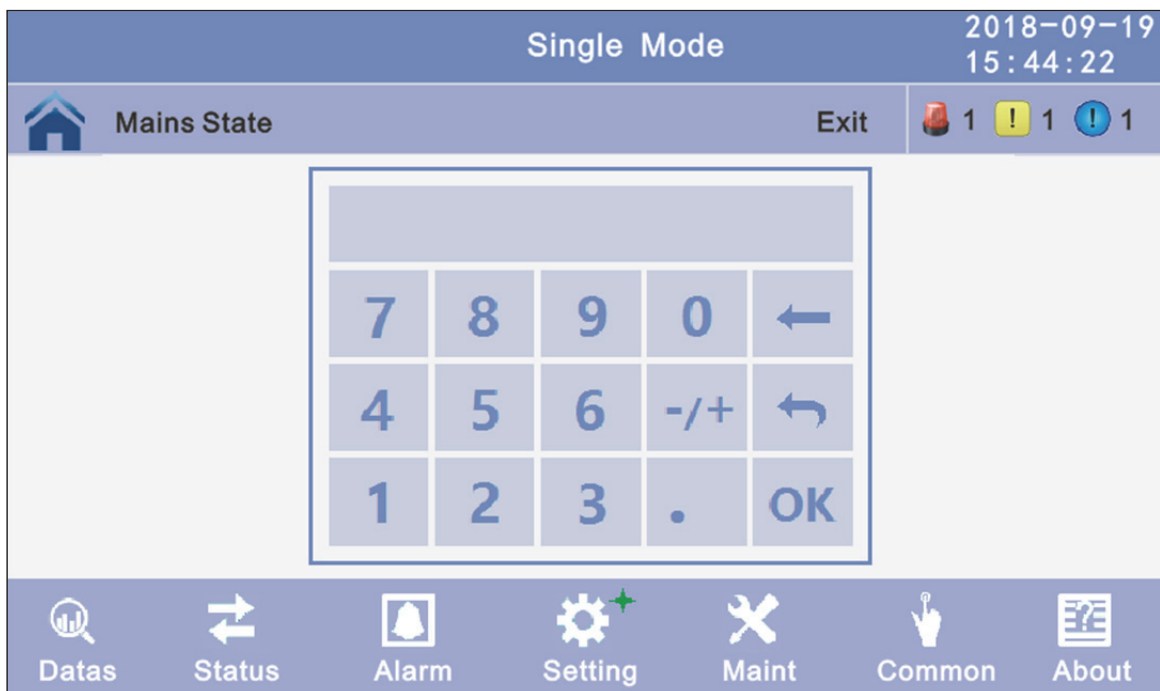 Single Mode
2018-09-19
15:44:22
Mains State
Exit
1 ! 1 ! 1
7 8 9 0 ←
4 5 6 -/+
1 2 3 . OK
Datas Status Alarm Setting Maint Common About